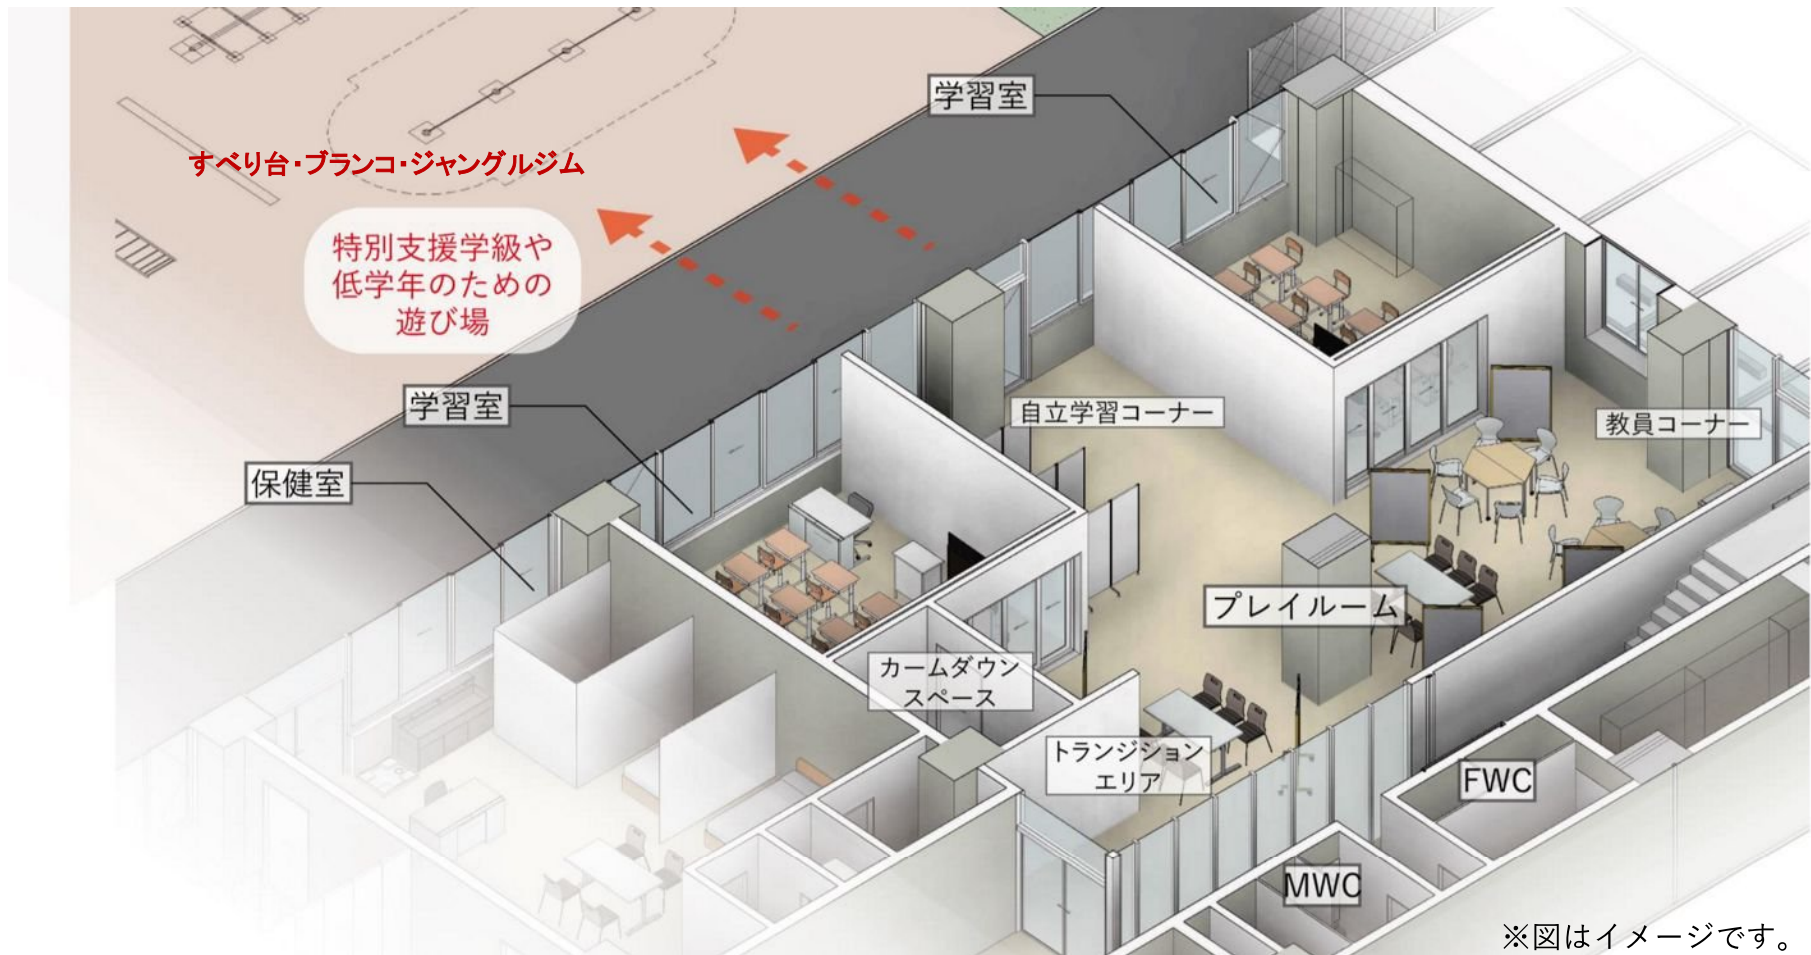 学習室
すべり台・ブランコ・ジャングルジム
特別支援学級や
低学年のための
遊び場
学習室
自立学習コーナー
教員コーナー
保健室
プレイルーム
カームダウン
スペース
トランジション
エリア
FWC
MWC
※図はイメージです。